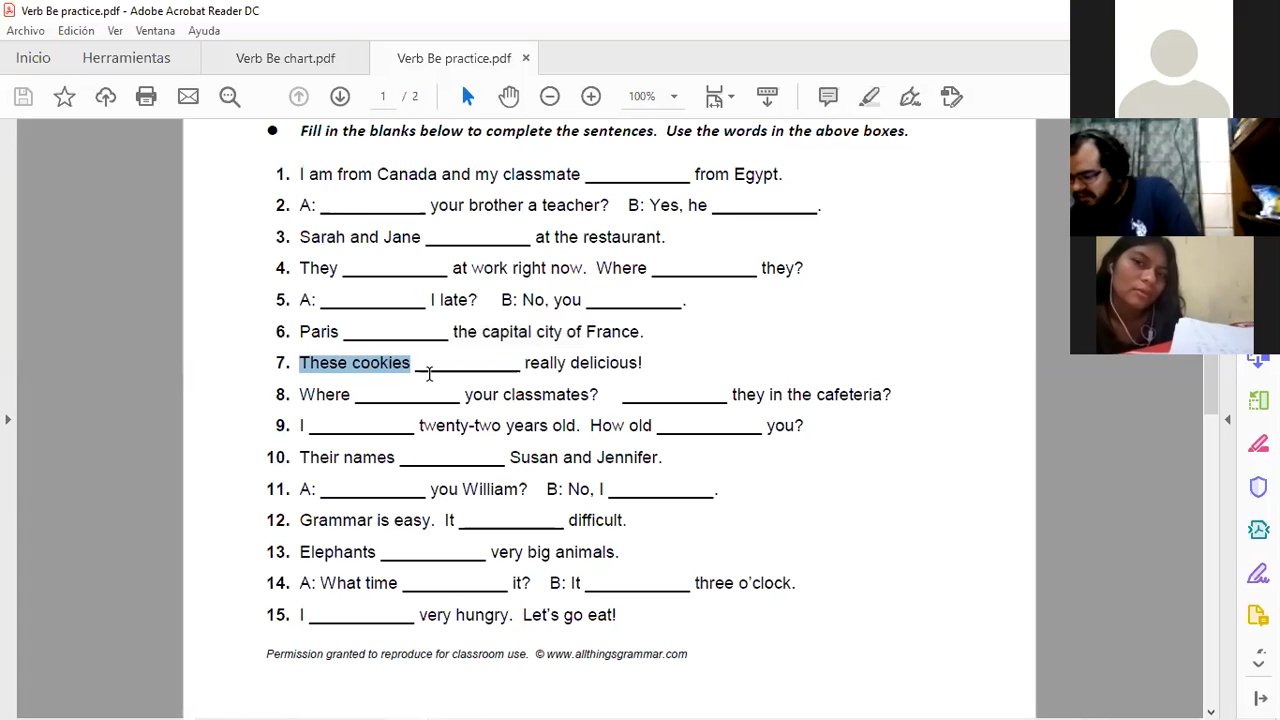 Verb Be practice.pdf - Adobe Acrobat Reader DC
Archivo Edición Ver Ventana Ayuda
Inicio Herramientas Verb Be chart.pdf Verb Be practice.pdf ×
1 / 2 100%
● Fill in the blanks below to complete the sentences. Use the words in the above boxes.
1. I am from Canada and my classmate ___________ from Egypt.
2. A: ___________ your brother a teacher? B: Yes, he ___________.
3. Sarah and Jane ___________ at the restaurant.
4. They ___________ at work right now. Where ___________ they?
5. A: ___________ I late? B: No, you __________.
6. Paris ___________ the capital city of France.
7. These cookies ___________ really delicious!
8. Where ___________ your classmates? ___________ they in the cafeteria?
9. I ___________ twenty-two years old. How old ___________ you?
10. Their names ___________ Susan and Jennifer.
11. A: ___________ you William? B: No, I ___________.
12. Grammar is easy. It ___________ difficult.
13. Elephants ___________ very big animals.
14. A: What time ___________ it? B: It ___________ three o'clock.
15. I ___________ very hungry. Let's go eat!
Permission granted to reproduce for classroom use. © www.allthingsgrammar.com